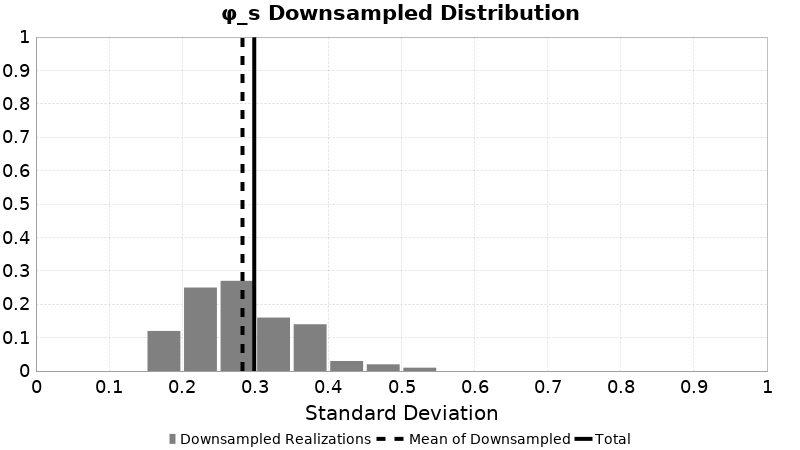 φ_s Downsampled Distribution
1
0.9
0.8
0.7
0.6
0.5
0.4
0.3
0.2
0.1
0
0 0.1 0.2 0.3 0.4 0.5 0.6 0.7 0.8 0.9 1
Standard Deviation
Downsampled Realizations Mean of Downsampled Total